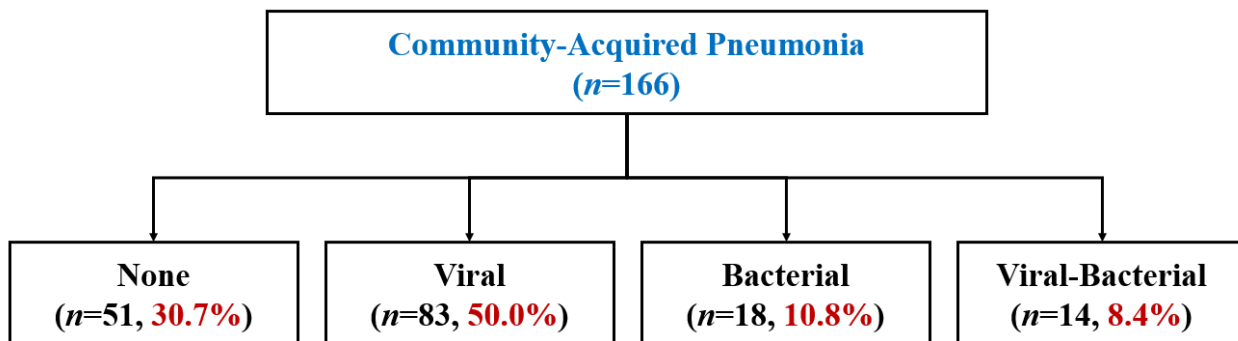 Community-Acquired Pneumonia
(n=166)
None
(n=51, 30.7%)
Viral
(n=83, 50.0%)
Bacterial
(n=18, 10.8%)
Viral-Bacterial
(n=14, 8.4%)